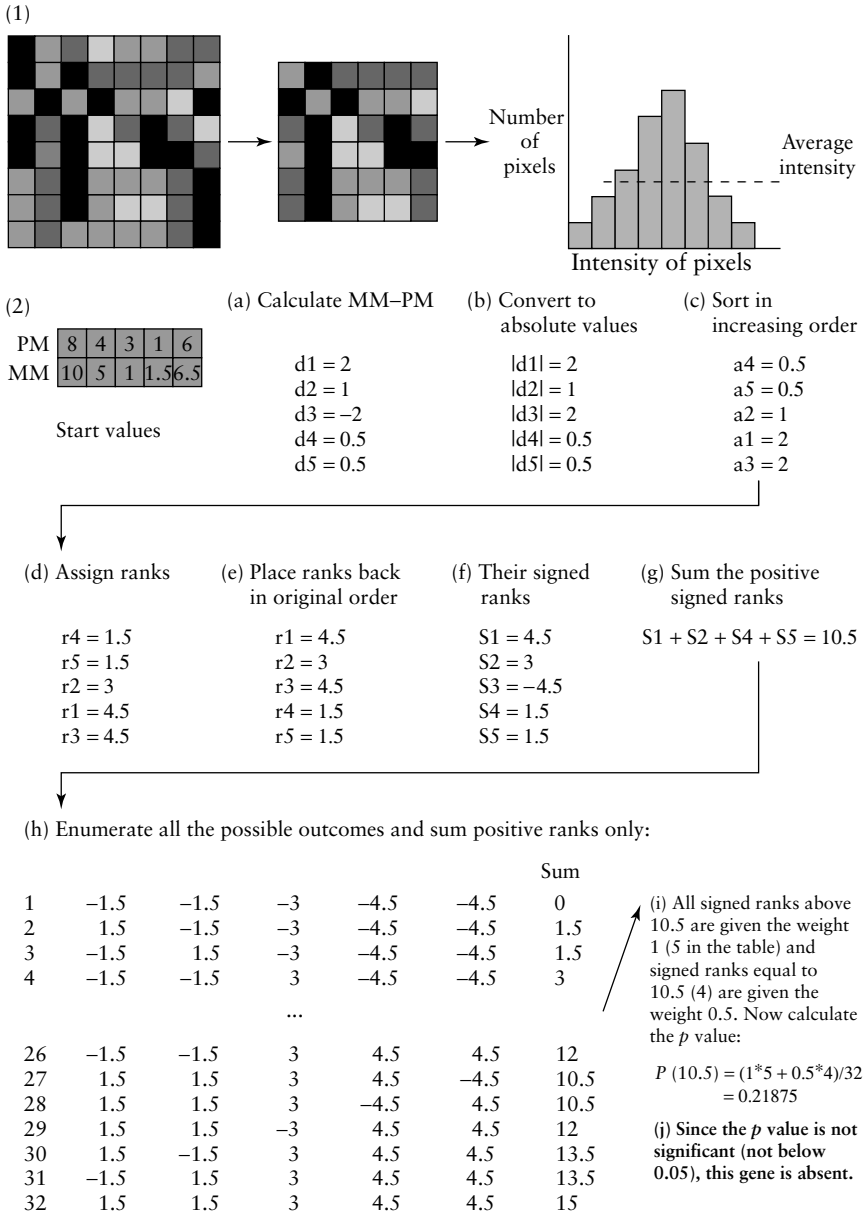 (1)
Number
of
pixels
Average
intensity
Intensity of pixels
(2)
PM 8 4 3 1 6
MM 10 5 1 1.5 6.5
Start values
(a) Calculate MM–PM
d1 = 2
d2 = 1
d3 = –2
d4 = 0.5
d5 = 0.5
(b) Convert to
absolute values
|d1| = 2
|d2| = 1
|d3| = 2
|d4| = 0.5
|d5| = 0.5
(c) Sort in
increasing order
a4 = 0.5
a5 = 0.5
a2 = 1
a1 = 2
a3 = 2
(d) Assign ranks
r4 = 1.5
r5 = 1.5
r2 = 3
r1 = 4.5
r3 = 4.5
(e) Place ranks back
in original order
r1 = 4.5
r2 = 3
r3 = 4.5
r4 = 1.5
r5 = 1.5
(f) Their signed
ranks
S1 = 4.5
S2 = 3
S3 = –4.5
S4 = 1.5
S5 = 1.5
(g) Sum the positive
signed ranks
S1 + S2 + S4 + S5 = 10.5
(h) Enumerate all the possible outcomes and sum positive ranks only:
Sum
1 –1.5 –1.5 –3 –4.5 –4.5 0
2 1.5 –1.5 –3 –4.5 –4.5 1.5
3 –1.5 1.5 –3 –4.5 –4.5 1.5
4 –1.5 –1.5 3 –4.5 –4.5 3
...
26 –1.5 –1.5 3 4.5 4.5 12
27 1.5 1.5 3 4.5 –4.5 10.5
28 1.5 1.5 3 –4.5 4.5 10.5
29 1.5 1.5 –3 4.5 4.5 12
30 1.5 –1.5 3 4.5 4.5 13.5
31 –1.5 1.5 3 4.5 4.5 13.5
32 1.5 1.5 3 4.5 4.5 15
(i) All signed ranks above
10.5 are given the weight
1 (5 in the table) and
signed ranks equal to
10.5 (4) are given the
weight 0.5. Now calculate
the p value:
P (10.5) = (1*5 + 0.5*4)/32
= 0.21875
(j) Since the p value is not
significant (not below
0.05), this gene is absent.